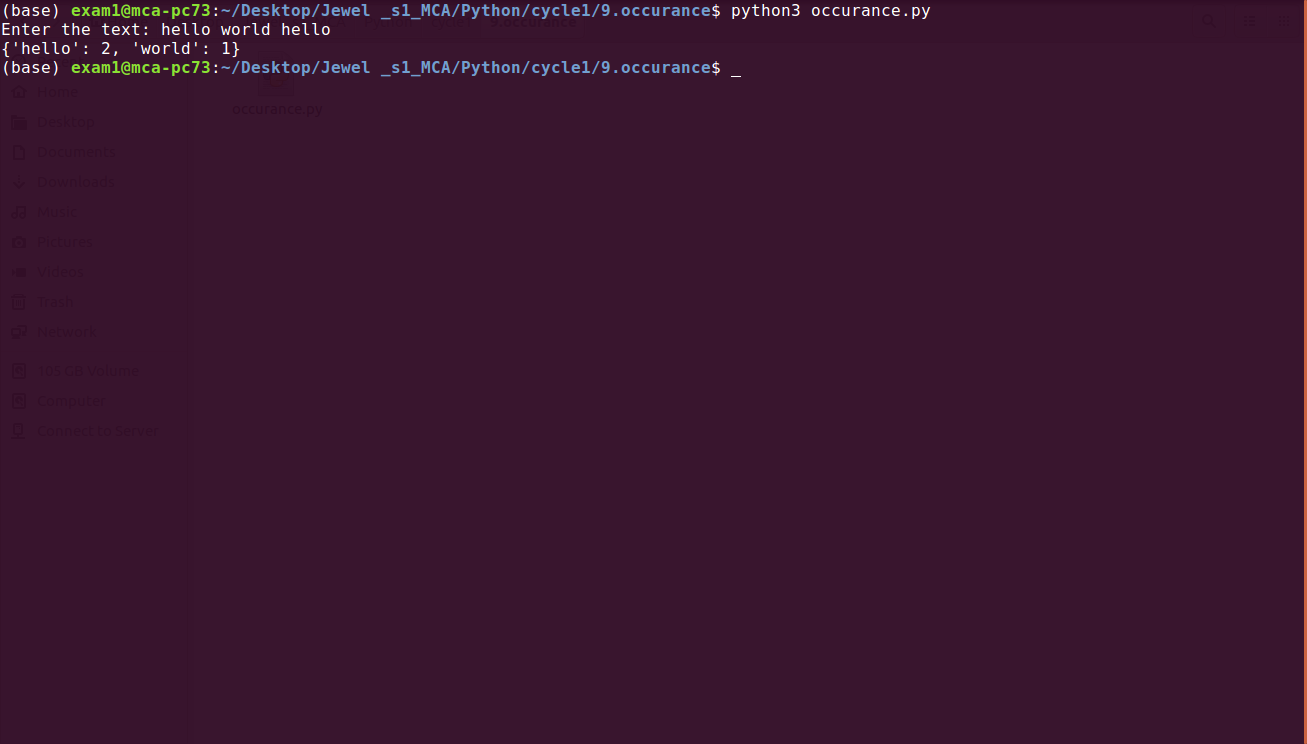 (base) exam1@mca-pc73:~/Desktop/Jewel _s1_MCA/Python/cycle1/9.occurance$ python3 occurance.py
Enter the text: hello world hello
{'hello': 2, 'world': 1}
(base) exam1@mca-pc73:~/Desktop/Jewel _s1_MCA/Python/cycle1/9.occurance$ _
Home
occurance.py
Desktop
Documents
Downloads
Music
Pictures
Videos
Trash
Network
105 GB Volume
Computer
Connect to Server